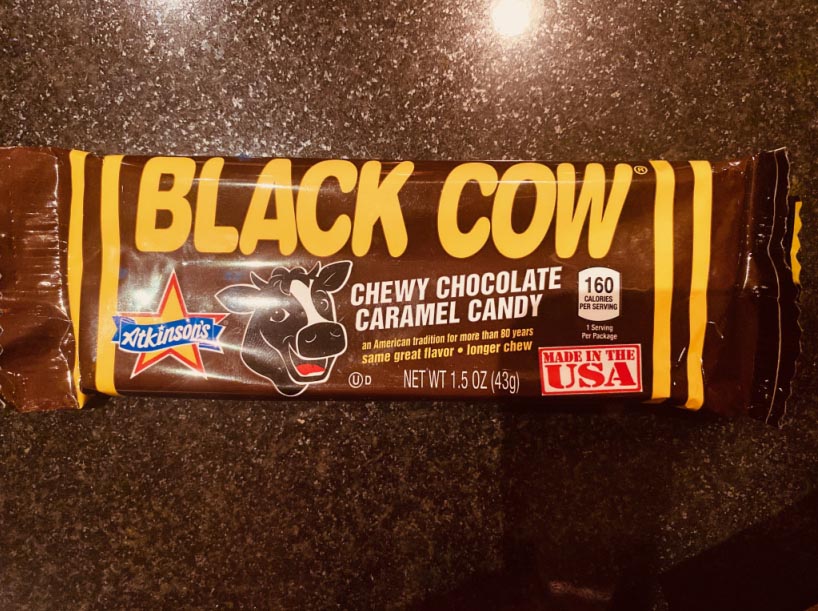 BLACK COW®
Atkinson's
CHEWY CHOCOLATE
CARAMEL CANDY
an American tradition for more than 80 years
same great flavor • longer chew
Ⓤ D
NET WT 1.5 OZ (43g)
160
CALORIES
PER SERVING
1 Serving
Per Package
MADE IN THE
USA